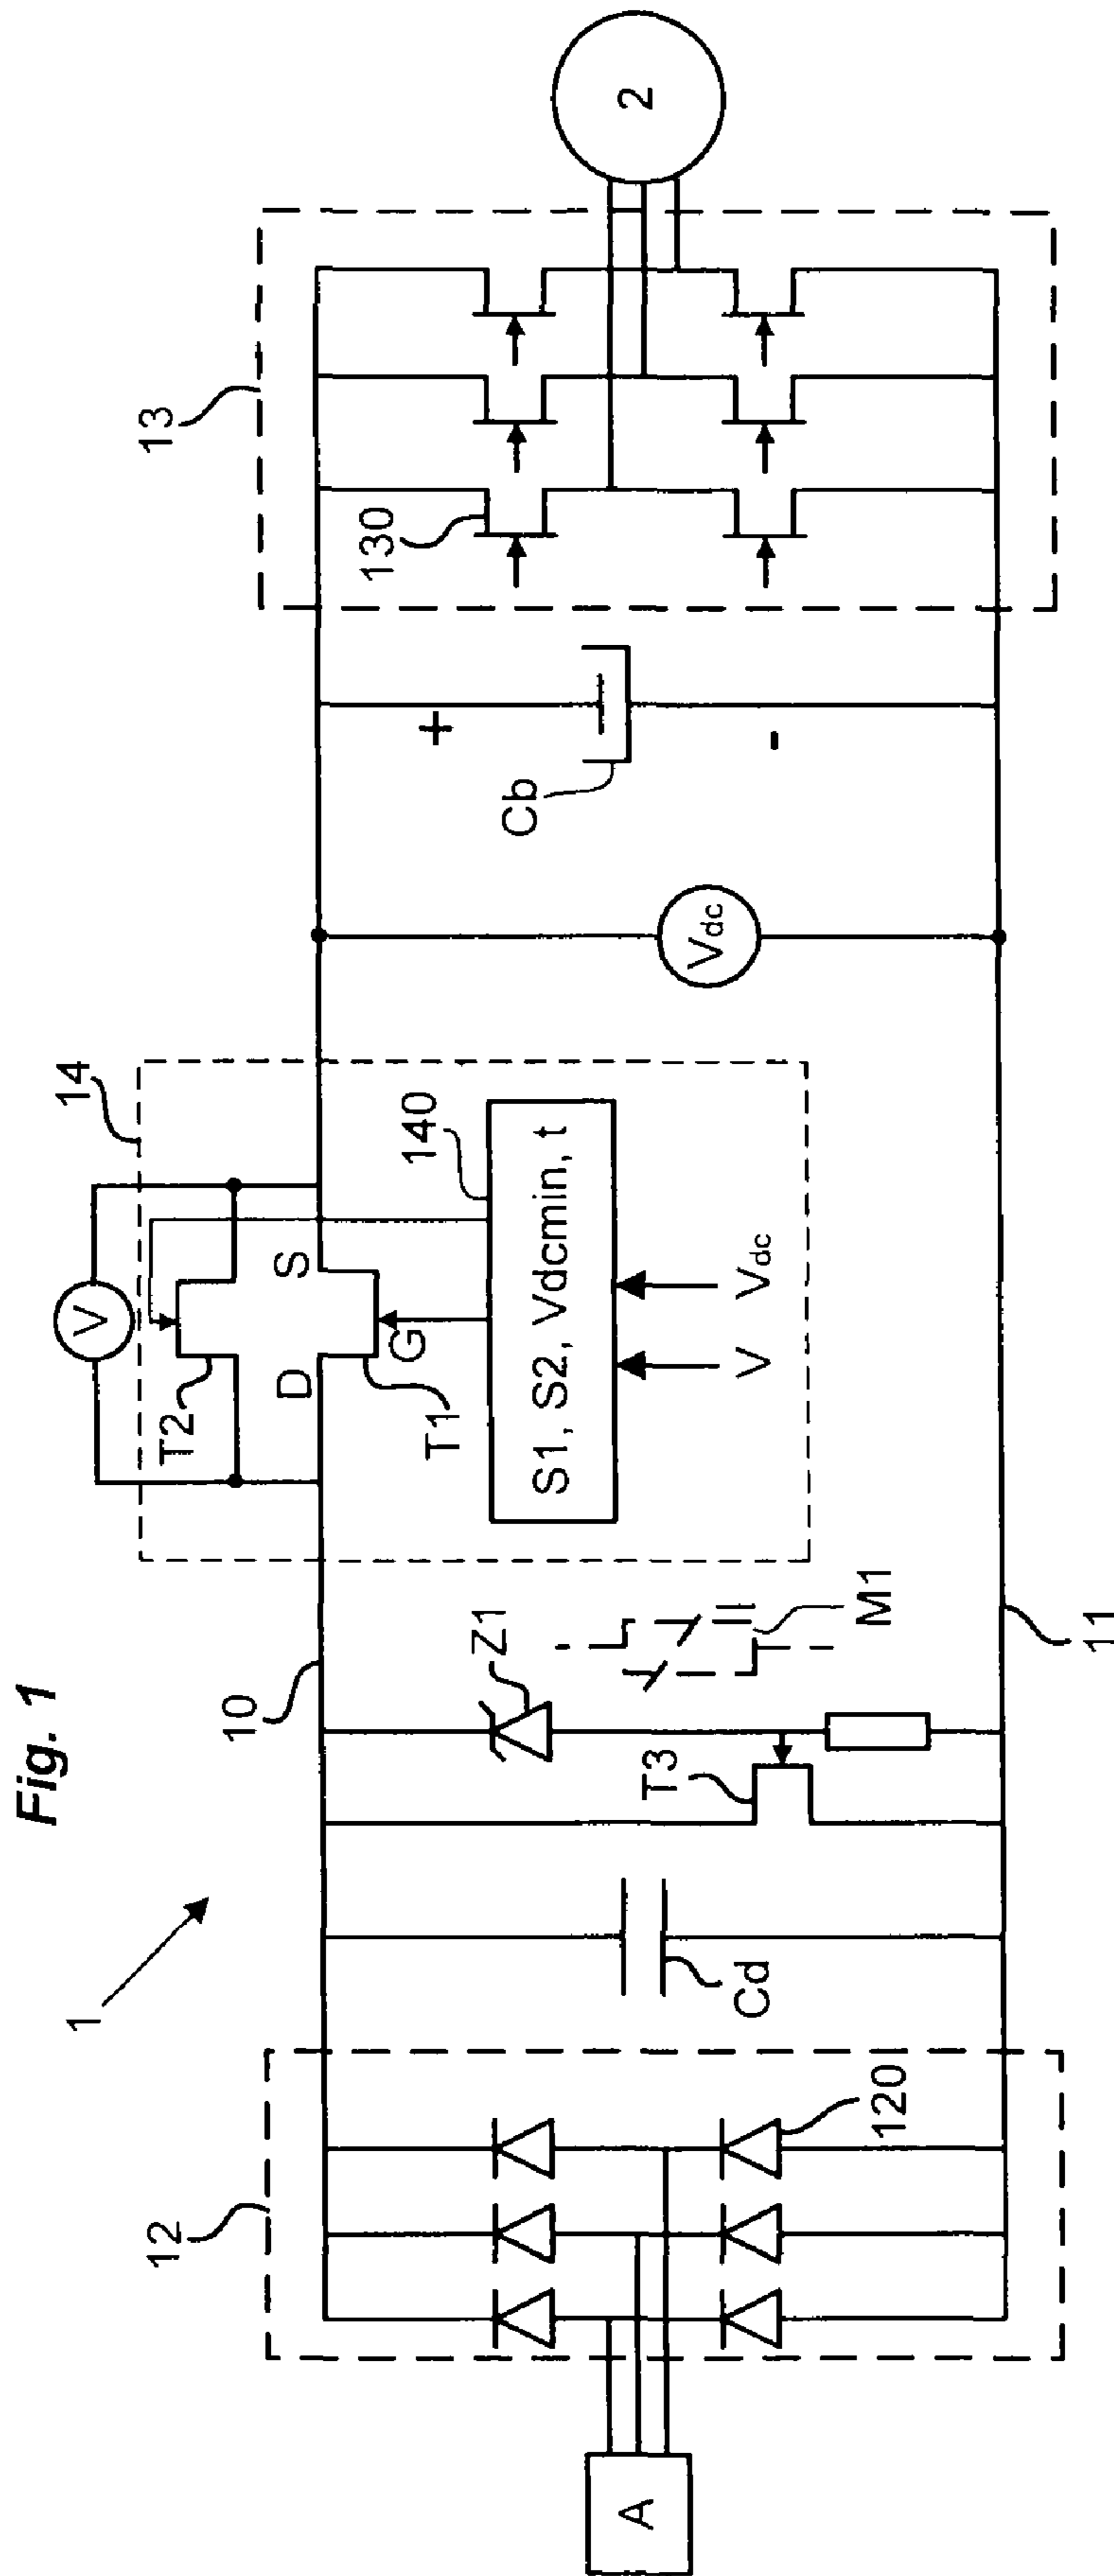 Fig. 1
1
10
11
12
120
A
Cd
T3
Z1
M1
14
V
T2
D
S
G
T1
140
S1, S2, Vdcmin, t
V
Vdc
Vdc
Cb
+
-
13
130
2